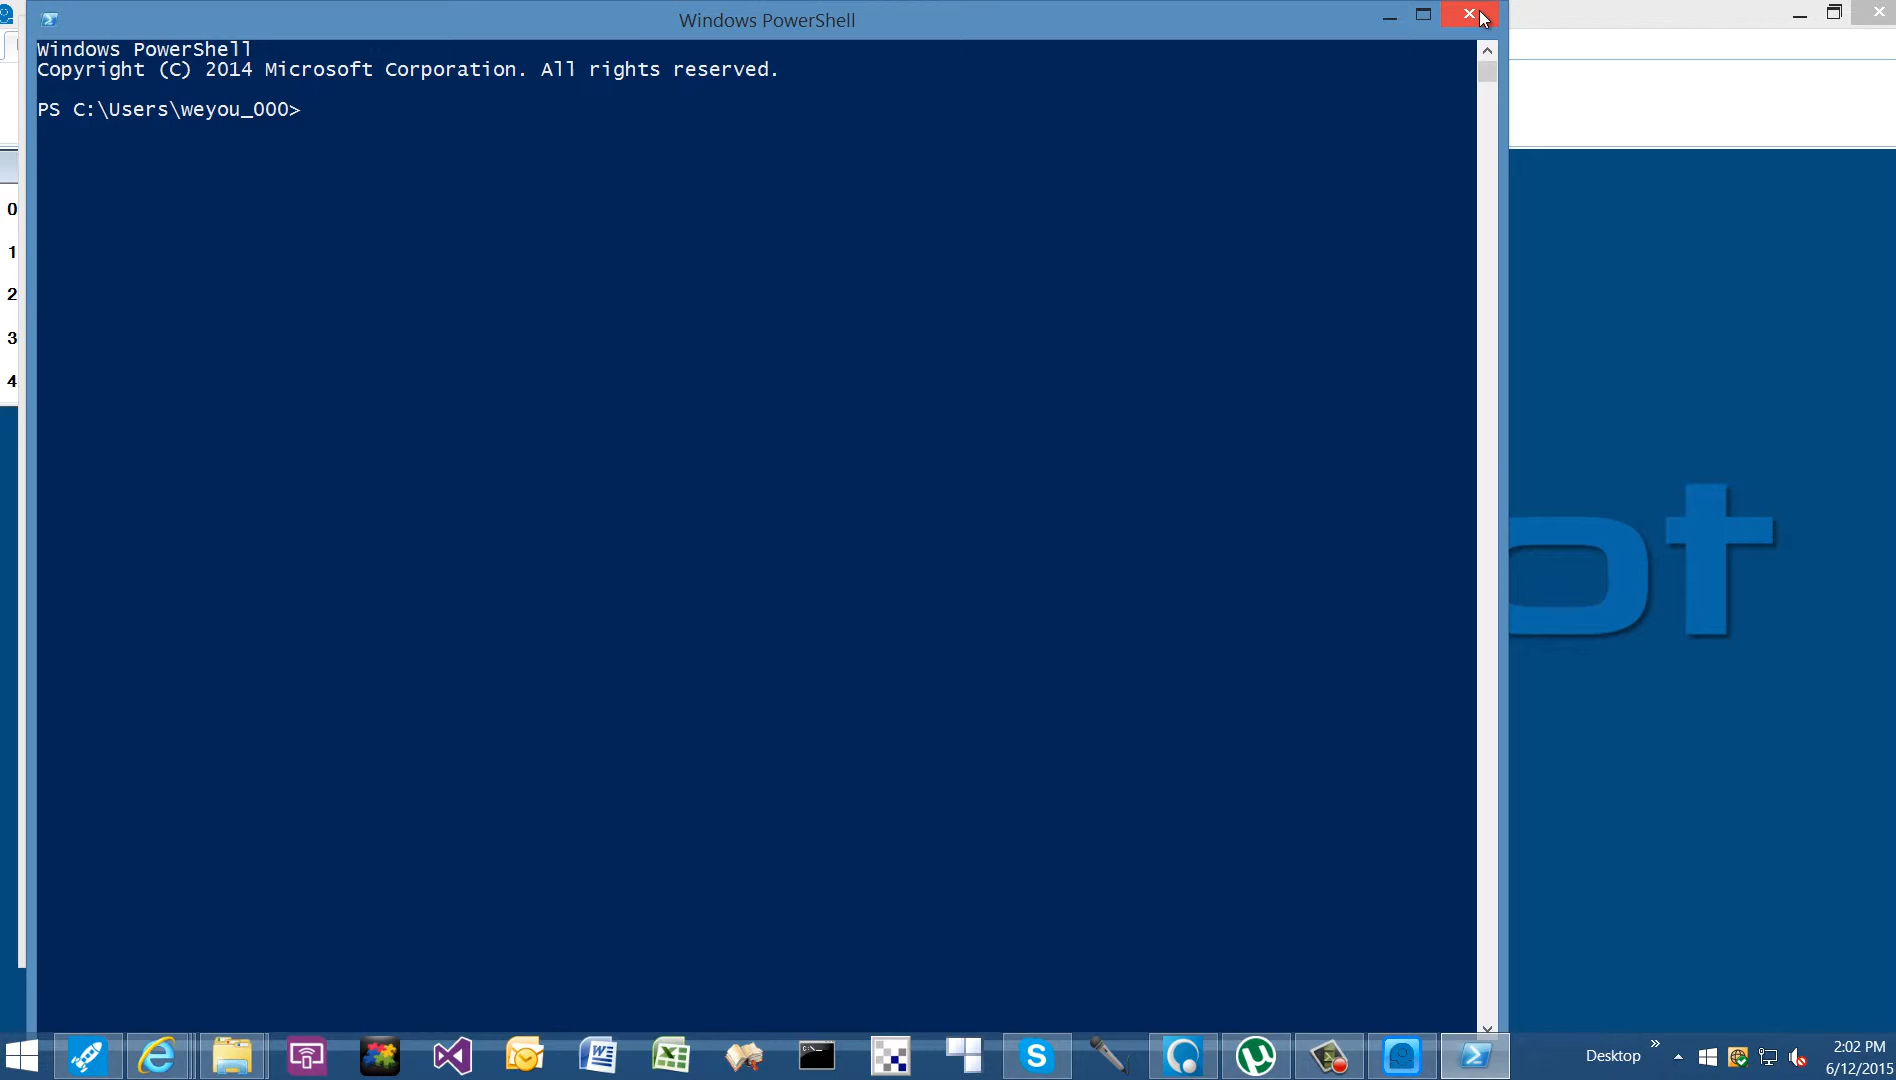 Windows PowerShell
Windows PowerShell
Copyright (C) 2014 Microsoft Corporation. All rights reserved.
PS C:\Users\weyou_000>
0
1
2
3
4
ot
Desktop
2:02 PM
6/12/2015